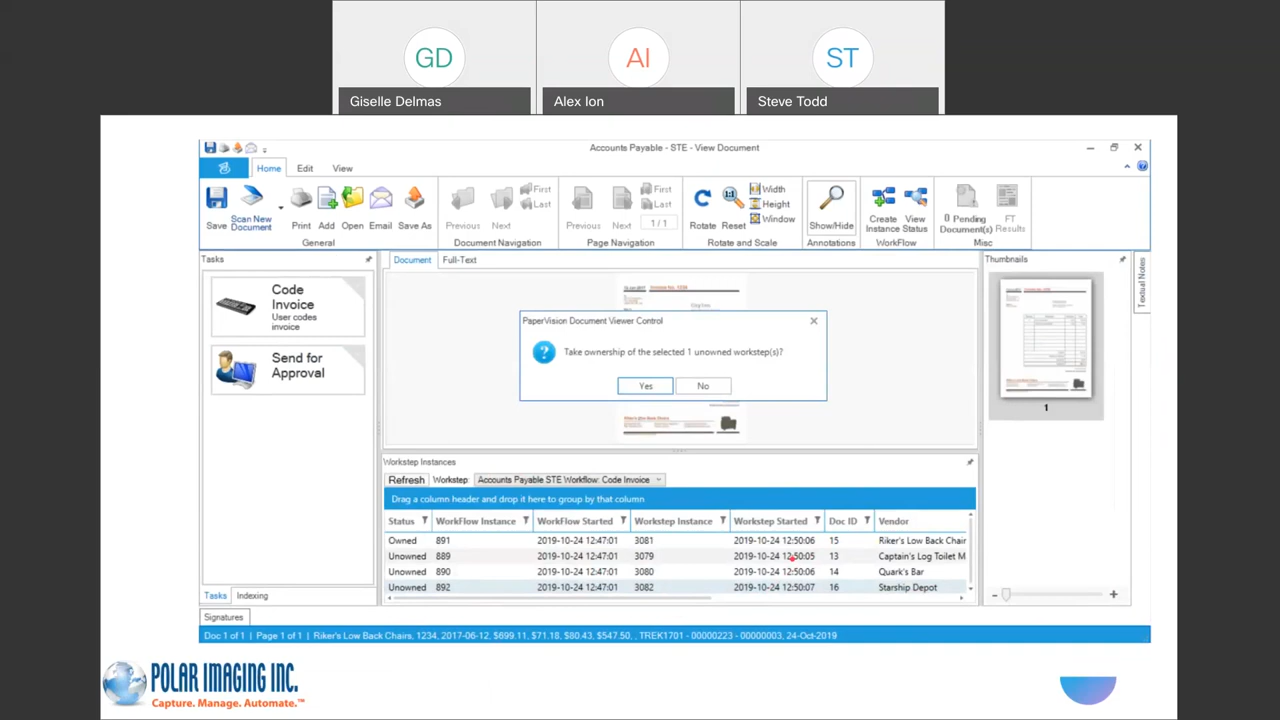 GD
AI
ST
Giselle Delmas
Alex Ion
Steve Todd
Accounts Payable - STE - View Document
Home
Edit
View
Save
Scan New
Document
Print
Add
Open
Email
Save As
General
Previous
Next
First
Last
Document Navigation
Previous
Next
First
Last
1 / 1
Page Navigation
Rotate
Reset
Width
Height
Window
Rotate and Scale
Show/Hide
Annotations
Create
Instance
View
Status
WorkFlow
0 Pending
Document(s)
FT
Results
Misc
Tasks
Code
Invoice
User codes
invoice
Send for
Approval
Document
Full-Text
PaperVision Document Viewer Control
Take ownership of the selected 1 unowned workstep(s)?
Yes
No
Thumbnails
1
Textual Notes
Workstep Instances
Refresh Workstep: Accounts Payable STE Workflow: Code Invoice
Drag a column header and drop it here to group by that column
Status WorkFlow Instance WorkFlow Started Workstep Instance Workstep Started Doc ID Vendor
Owned 891 2019-10-24 12:47:01 3081 2019-10-24 12:50:06 15 Riker's Low Back Chair
Unowned 889 2019-10-24 12:47:01 3079 2019-10-24 12:50:05 13 Captain's Log Toilet M
Unowned 890 2019-10-24 12:47:01 3080 2019-10-24 12:50:06 14 Quark's Bar
Unowned 892 2019-10-24 12:47:01 3082 2019-10-24 12:50:07 16 Starship Depot
Tasks Indexing
Signatures
Doc 1 of 1 | Page 1 of 1 | Riker's Low Back Chairs, 1234, 2017-06-12, $699.11, $71.18, $80.43, $547.50, , TREK1701 - 00000223 - 00000003, 24-Oct-2019
POLAR IMAGING INC.
Capture. Manage. Automate.™